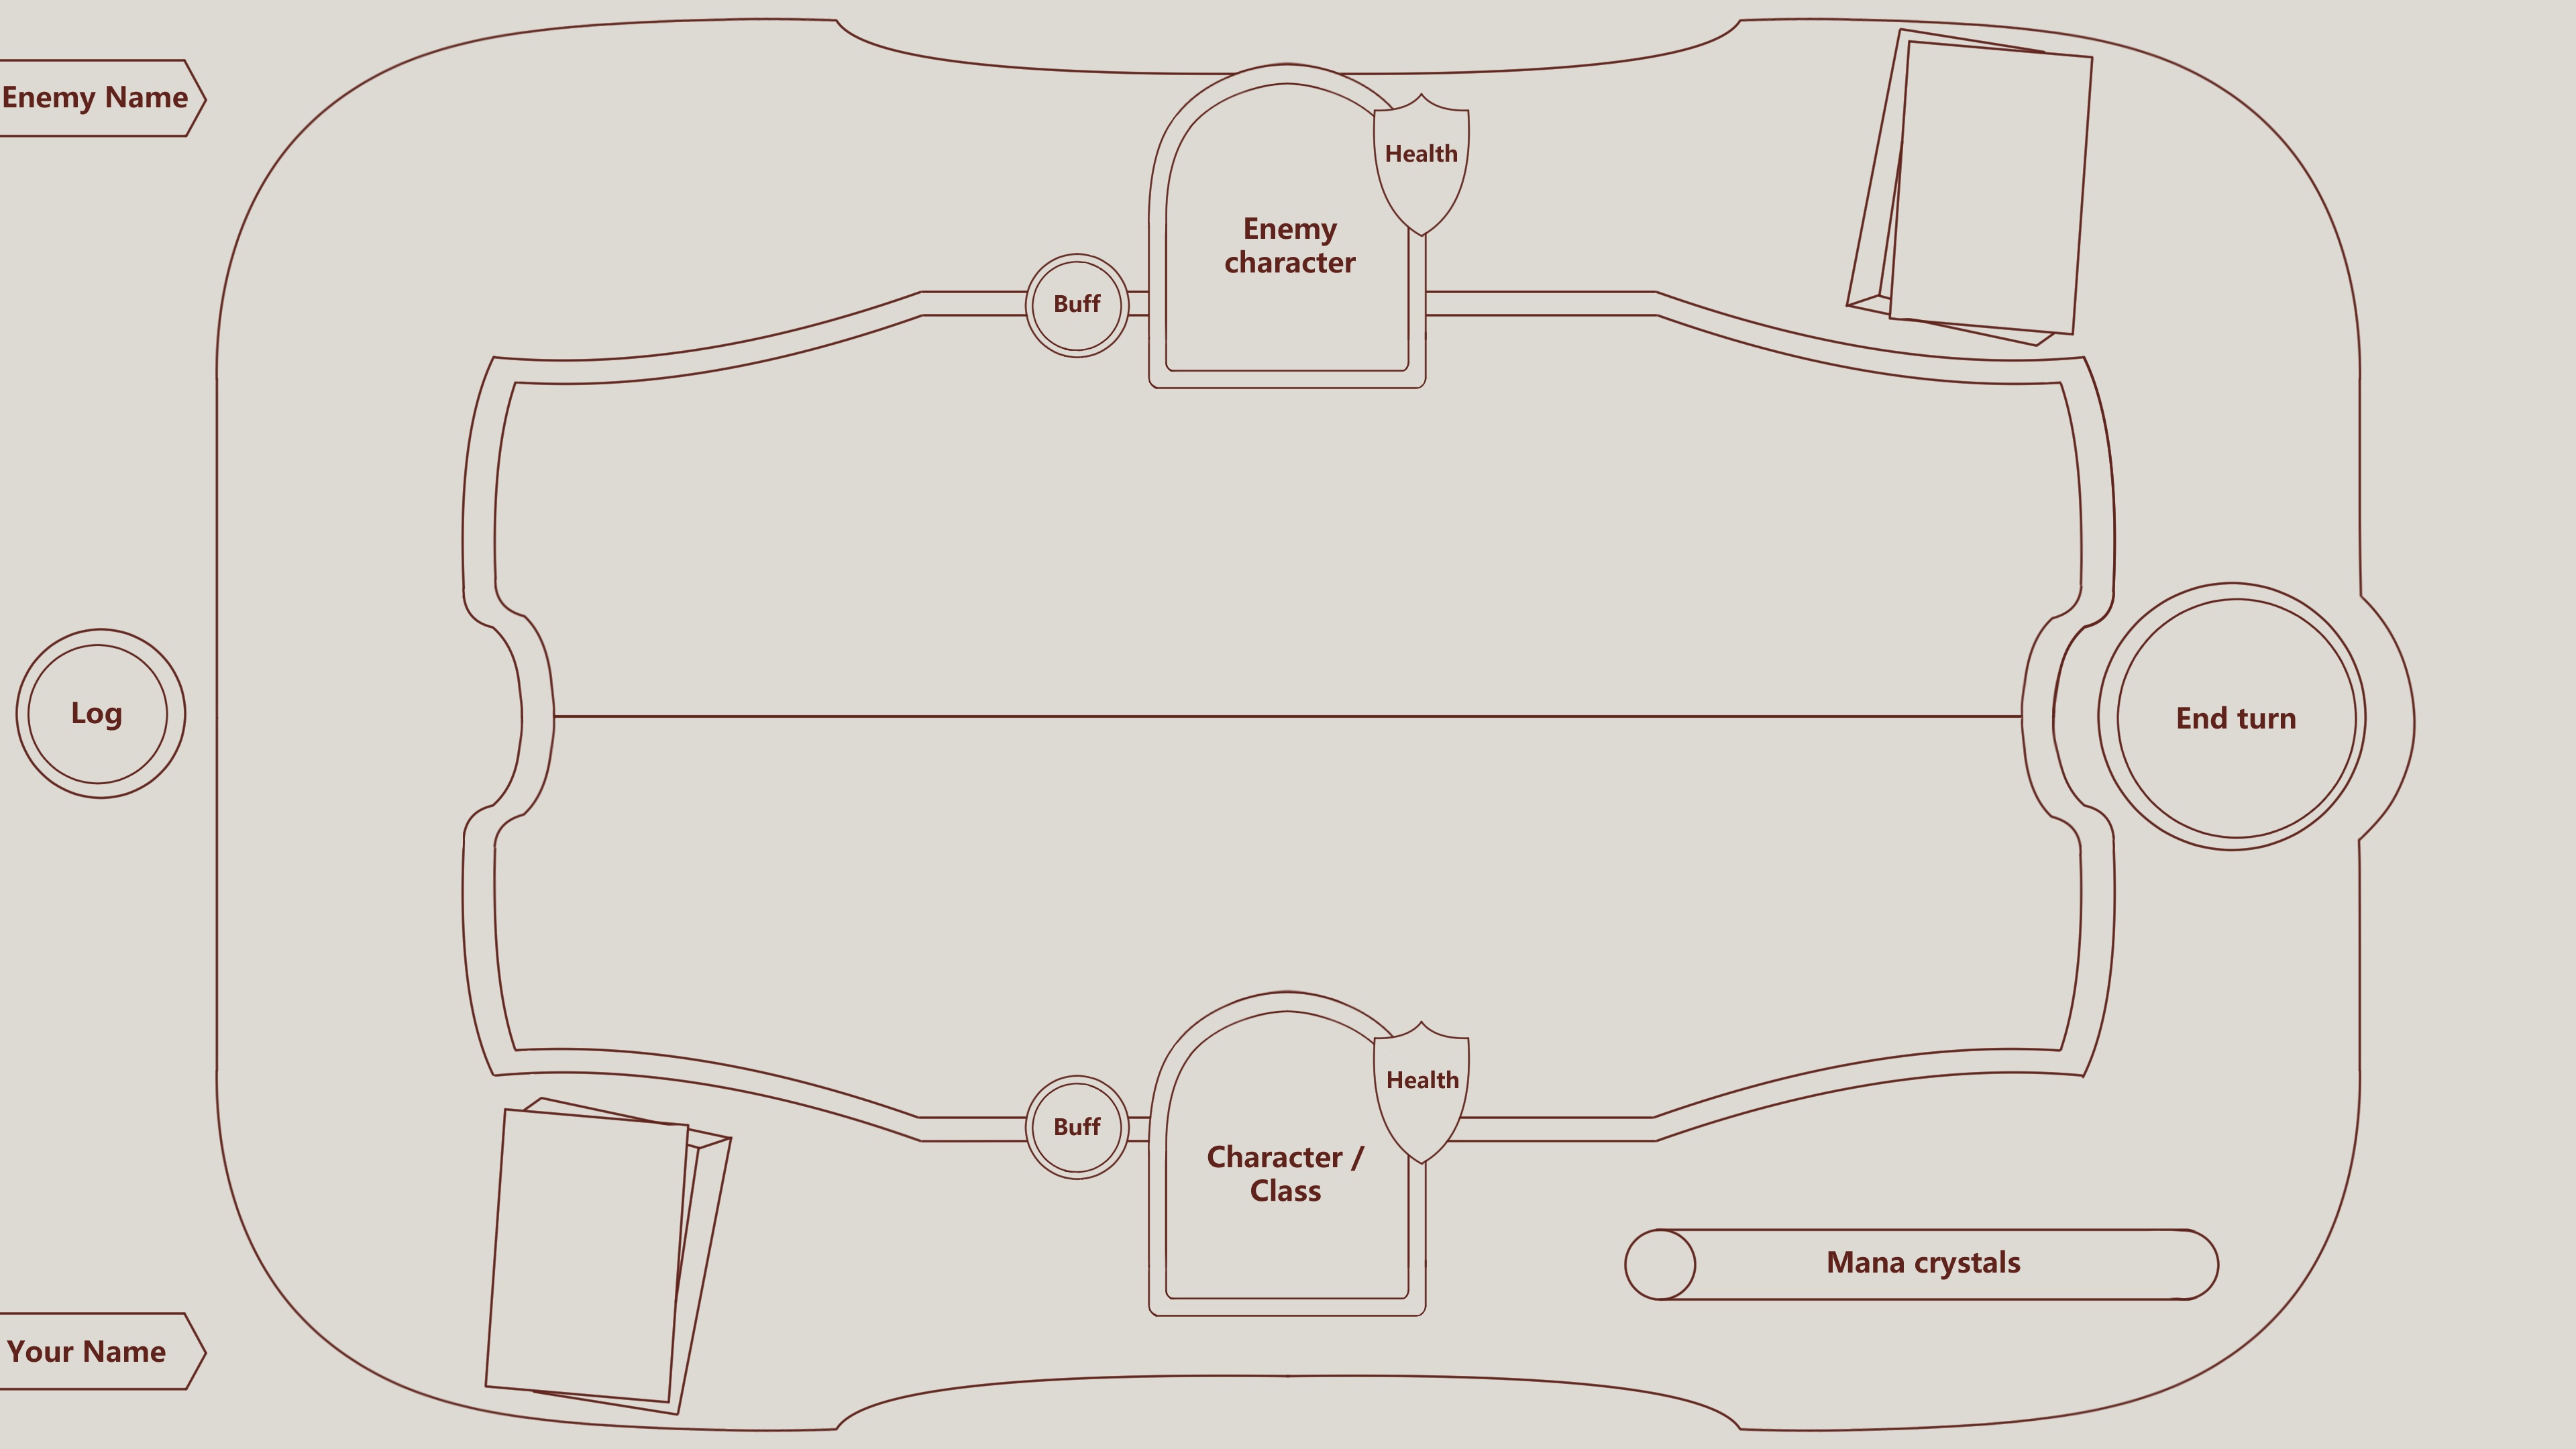 Enemy Name
Health
Enemy
character
Buff
Log
End turn
Health
Buff
Character /
Class
Mana crystals
Your Name